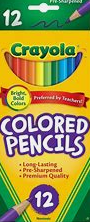 12
Pre-Sharpened
Crayola
Bright, Bold
Colors
Preferred by Teachers!
COLORED
PENCILS
• Long-Lasting
• Pre-Sharpened
• Premium Quality
12
12